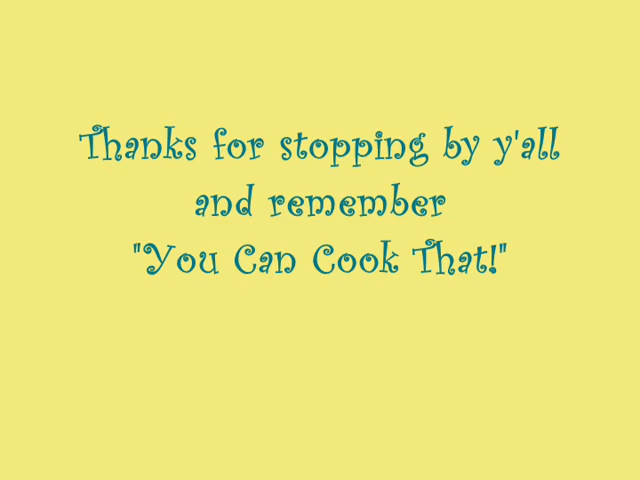 Thanks for stopping by y'all
and remember
"You Can Cook That!"